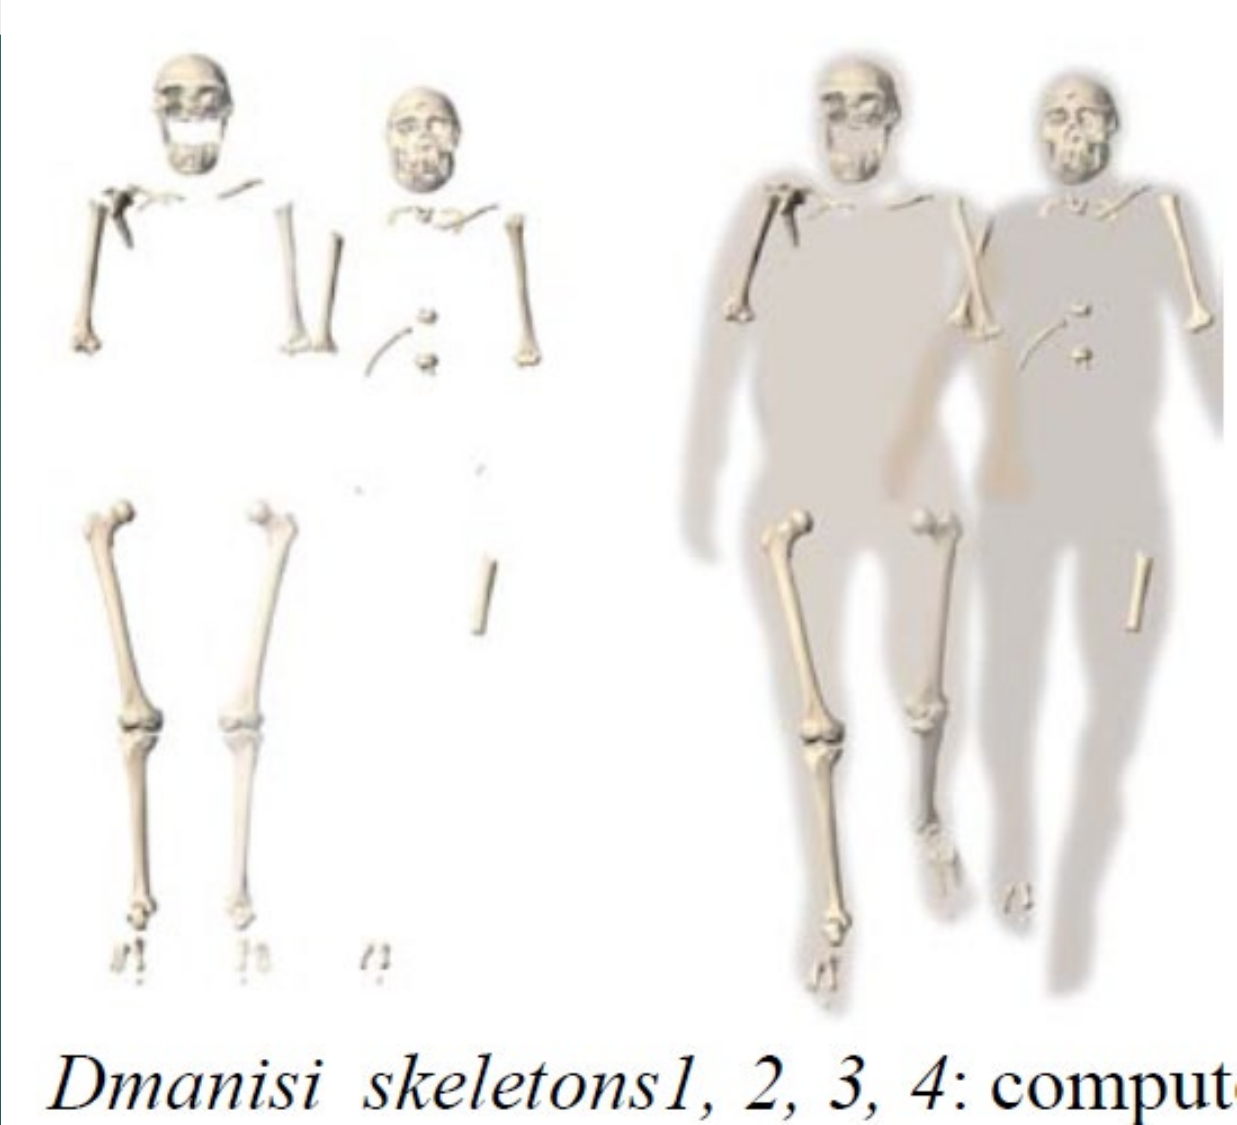 Dmanisi skeletons1, 2, 3, 4: comput